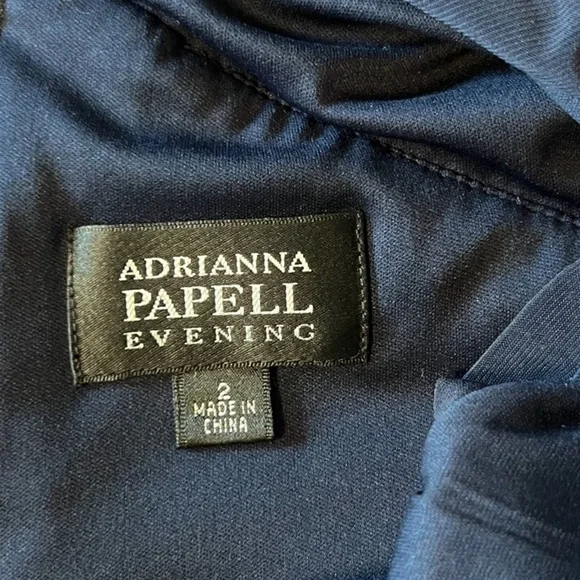 ADRIANNA
PAPELL
EVENING
2
MADE IN
CHINA